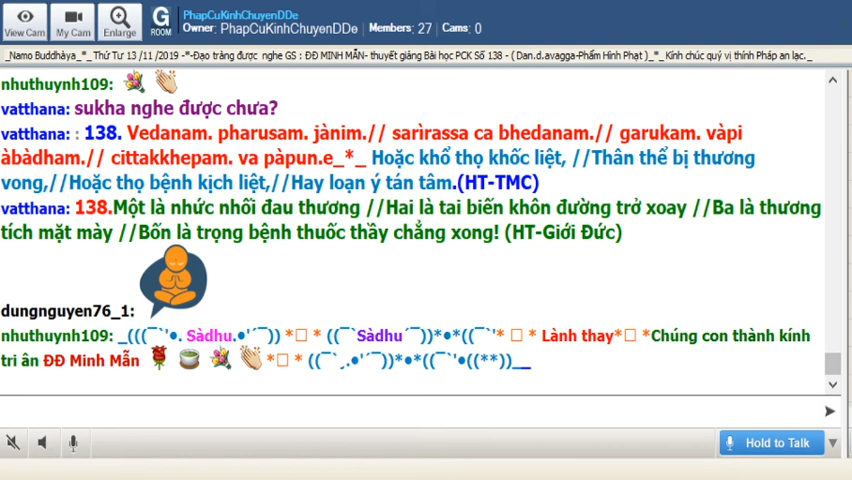 PhapCuKinhChuyenDDe
Owner: PhapCuKinhChuyenDDe Members: 27 Cams: 0
View Cam My Cam Enlarge G ROOM
_Namo Buddhàya_*_ Thứ Tư 13 /11 /2019 -*-Đạo tràng được nghe GS : ĐĐ MINH MẪN- thuyết giảng Bài học PCK Số 138 - ( Dan.d.avagga-Phẩm Hình Phạt )_*_ Kính chúc quý vị thính Pháp an lạc._
nhuthuynh109:
vatthana: sukha nghe được chưa?
vatthana: : 138. Vedanam. pharusam. jànim.// sarìrassa ca bhedanam.// garukam. vàpi
àbàdham.// cittakkhepam. va pàpun.e_*_ Hoặc khổ thọ khốc liệt, //Thân thể bị thương
vong,//Hoặc thọ bệnh kịch liệt,//Hay loạn ý tán tâm.(HT-TMC)
vatthana: 138.Một là nhức nhối đau thương //Hai là tai biến khôn đường trở xoay //Ba là thương
tích mặt mày //Bốn là trọng bệnh thuốc thầy chẳng xong! (HT-Giới Đức)
dungnguyen76_1:
nhuthuynh109: _(((¯`'•. Sàdhu.•'´¯)) *□ * ((¯`Sàdhu´¯))*•*((¯`'* □ * Lành thay*□ *Chúng con thành kính
tri ân ĐĐ Minh Mẫn *□ * ((¯`¸.•'´¯))*•*((¯`'•((**))__
Hold to Talk